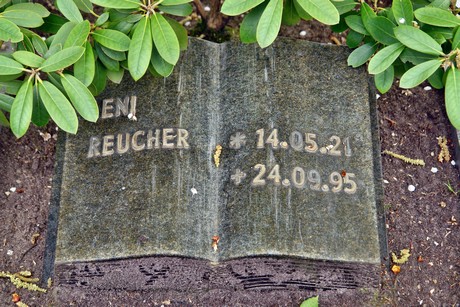 ENI
REUCHER
* 14.05.21
+ 24.09.95